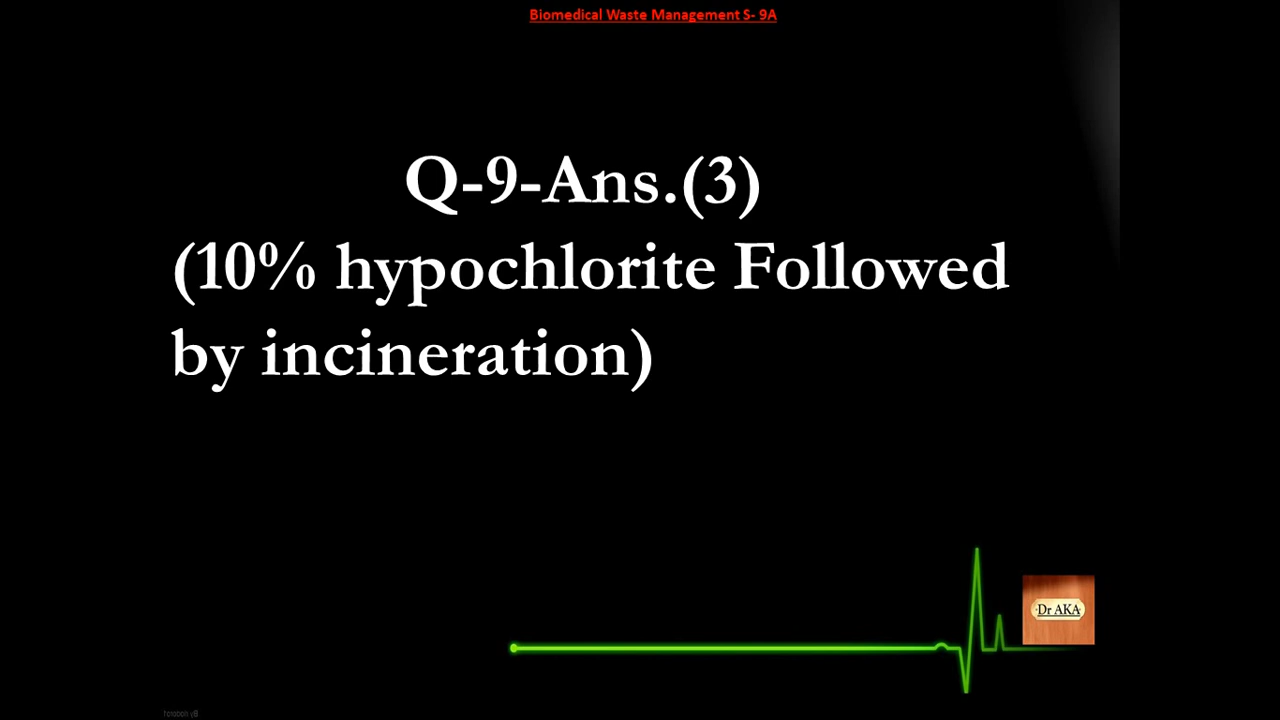 Biomedical Waste Management S- 9A
Q-9-Ans.(3)
(10% hypochlorite Followed
by incineration)
Dr AKA